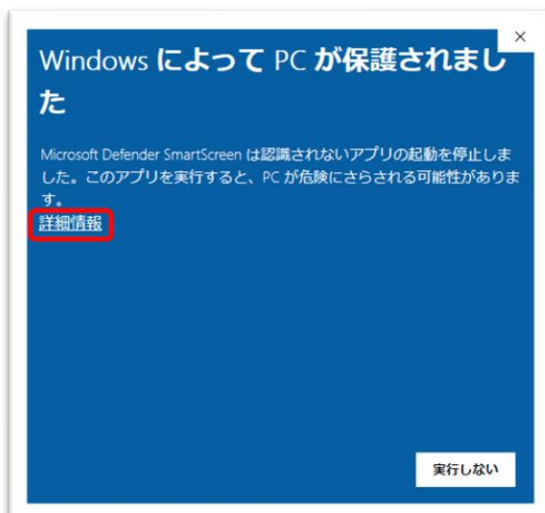 Windows によって PC が保護されまし
た
Microsoft Defender SmartScreen は認識されないアプリの起動を停止しま
した。このアプリを実行すると、PC が危険にさらされる可能性がありま
す。
詳細情報
実行しない